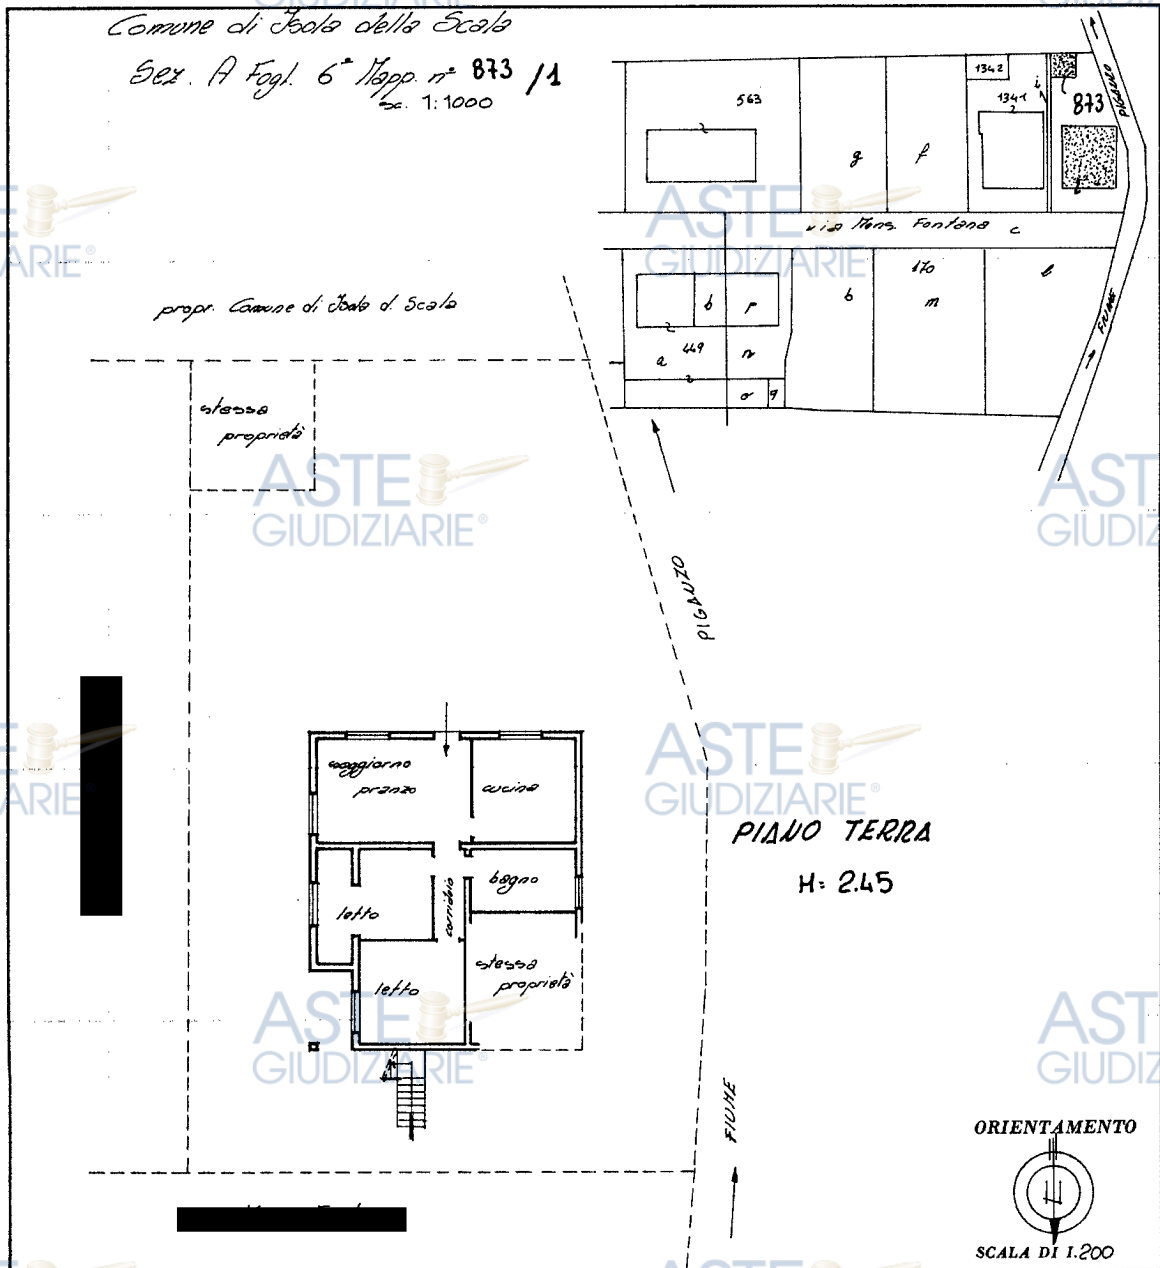 Comune di Isola della Scala
Sez. A Fogl. 6° Mapp. n° 873 /1
sc. 1:1000
563
g
f
1342
1341
i
873
PIGANZO
via Mons. Fontana c
b
p
a
449
n
o
q
b
170
m
l
FIUME
propr. Comune di Isola d. Scala
stessa
proprietà
PIGANZO
soggiorno
pranzo
cucina
letto
corridoio
bagno
letto
stessa
proprietà
PIANO TERRA
H: 2.45
FIUME
ORIENTAMENTO
SCALA DI 1.200
ASTE
GIUDIZIARIE®